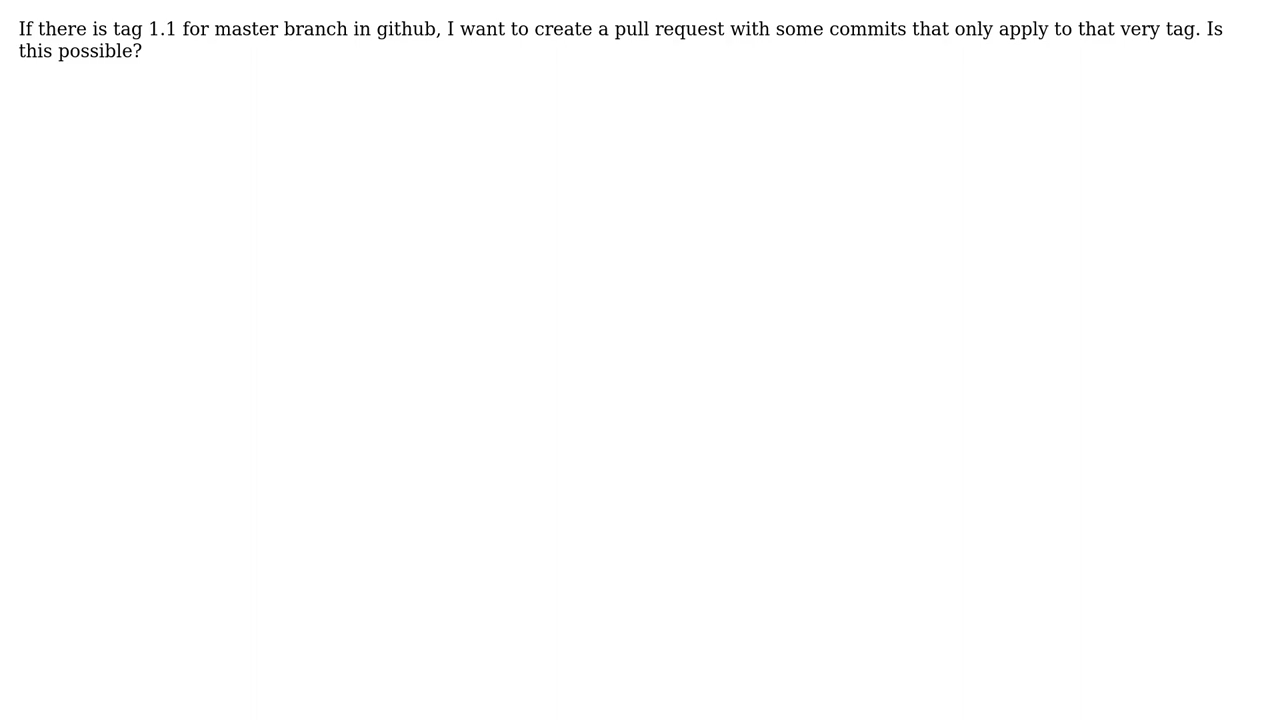 If there is tag 1.1 for master branch in github, I want to create a pull request with some commits that only apply to that very tag. Is
this possible?